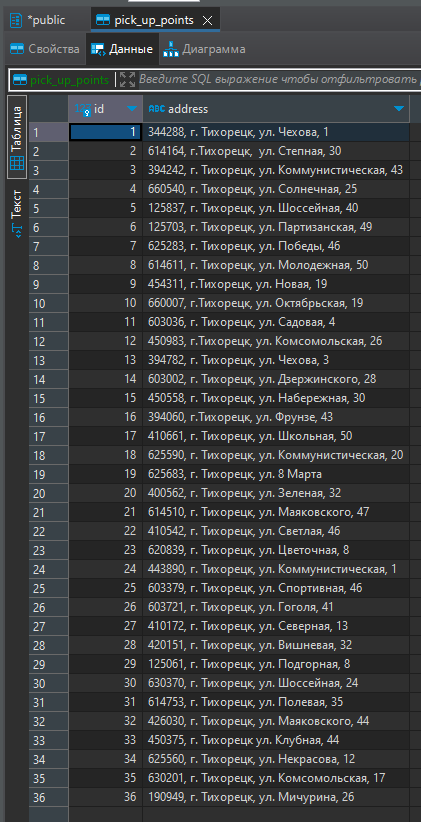 *public pick_up_points
Свойства Данные Диаграмма
pick_up_points Введите SQL выражение чтобы отфильтровать
Таблица
Текст
123 id ABC address
1 1 344288, г. Тихорецк, ул. Чехова, 1
2 2 614164, г.Тихорецк,  ул. Степная, 30
3 3 394242, г. Тихорецк, ул. Коммунистическая, 43
4 4 660540, г. Тихорецк, ул. Солнечная, 25
5 5 125837, г. Тихорецк, ул. Шоссейная, 40
6 6 125703, г. Тихорецк, ул. Партизанская, 49
7 7 625283, г. Тихорецк, ул. Победы, 46
8 8 614611, г. Тихорецк, ул. Молодежная, 50
9 9 454311, г.Тихорецк, ул. Новая, 19
10 10 660007, г.Тихорецк, ул. Октябрьская, 19
11 11 603036, г. Тихорецк, ул. Садовая, 4
12 12 450983, г.Тихорецк, ул. Комсомольская, 26
13 13 394782, г. Тихорецк, ул. Чехова, 3
14 14 603002, г. Тихорецк, ул. Дзержинского, 28
15 15 450558, г. Тихорецк, ул. Набережная, 30
16 16 394060, г.Тихорецк, ул. Фрунзе, 43
17 17 410661, г. Тихорецк, ул. Школьная, 50
18 18 625590, г. Тихорецк, ул. Коммунистическая, 20
19 19 625683, г. Тихорецк, ул. 8 Марта
20 20 400562, г. Тихорецк, ул. Зеленая, 32
21 21 614510, г. Тихорецк, ул. Маяковского, 47
22 22 410542, г. Тихорецк, ул. Светлая, 46
23 23 620839, г. Тихорецк, ул. Цветочная, 8
24 24 443890, г. Тихорецк, ул. Коммунистическая, 1
25 25 603379, г. Тихорецк, ул. Спортивная, 46
26 26 603721, г. Тихорецк, ул. Гоголя, 41
27 27 410172, г. Тихорецк, ул. Северная, 13
28 28 420151, г. Тихорецк, ул. Вишневая, 32
29 29 125061, г. Тихорецк, ул. Подгорная, 8
30 30 630370, г. Тихорецк, ул. Шоссейная, 24
31 31 614753, г. Тихорецк, ул. Полевая, 35
32 32 426030, г. Тихорецк, ул. Маяковского, 44
33 33 450375, г. Тихорецк ул. Клубная, 44
34 34 625560, г. Тихорецк, ул. Некрасова, 12
35 35 630201, г. Тихорецк, ул. Комсомольская, 17
36 36 190949, г. Тихорецк, ул. Мичурина, 26